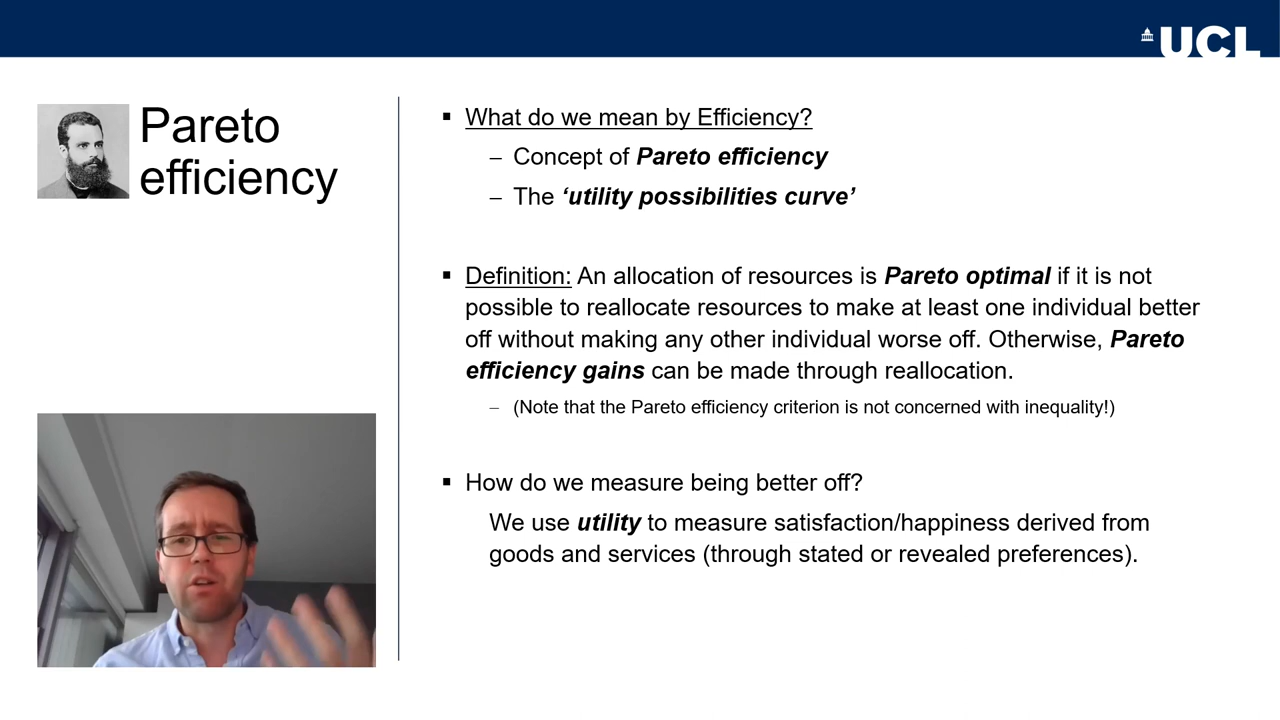 UCL
Pareto
efficiency
▪ What do we mean by Efficiency?
– Concept of Pareto efficiency
– The ‘utility possibilities curve’
▪ Definition: An allocation of resources is Pareto optimal if it is not
possible to reallocate resources to make at least one individual better
off without making any other individual worse off. Otherwise, Pareto
efficiency gains can be made through reallocation.
– (Note that the Pareto efficiency criterion is not concerned with inequality!)
▪ How do we measure being better off?
We use utility to measure satisfaction/happiness derived from
goods and services (through stated or revealed preferences).